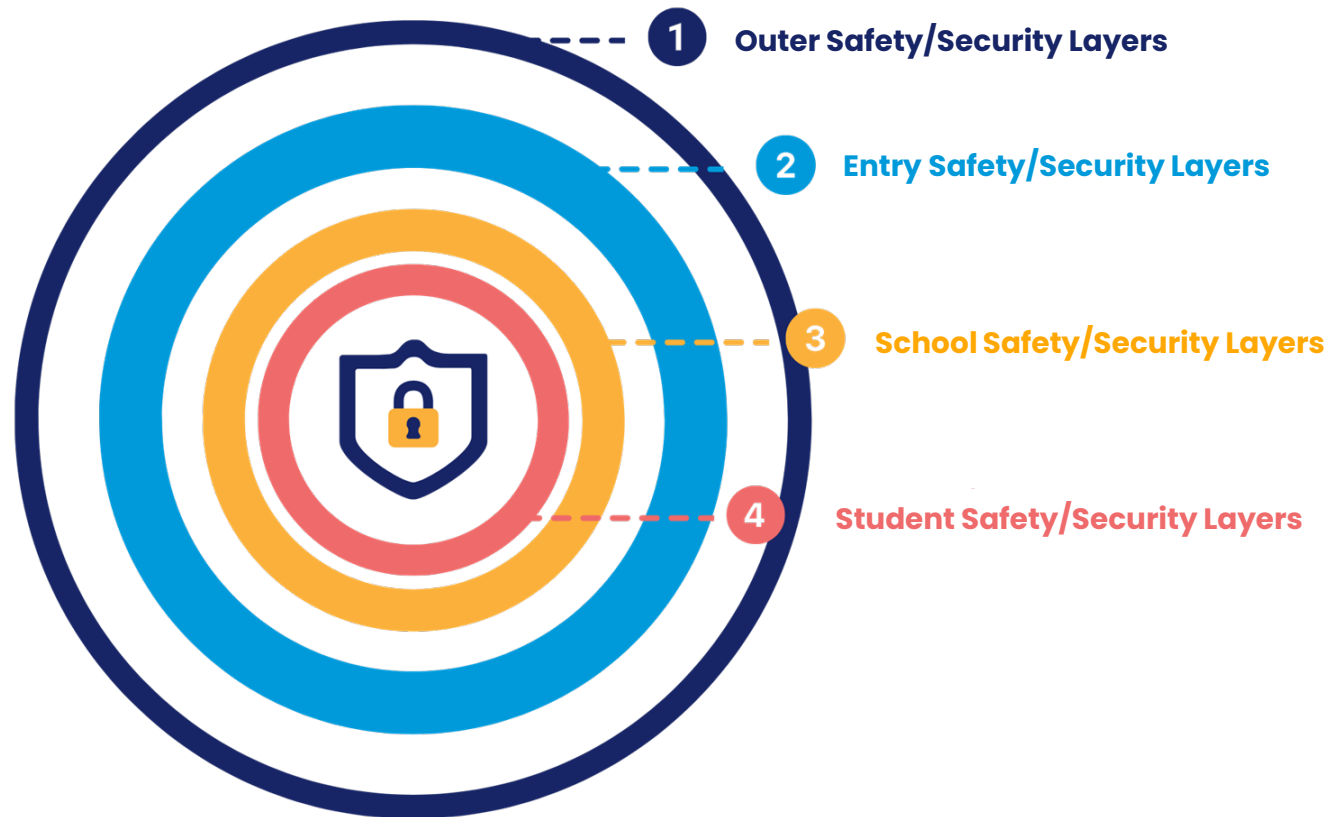 1 Outer Safety/Security Layers
2 Entry Safety/Security Layers
3 School Safety/Security Layers
4 Student Safety/Security Layers